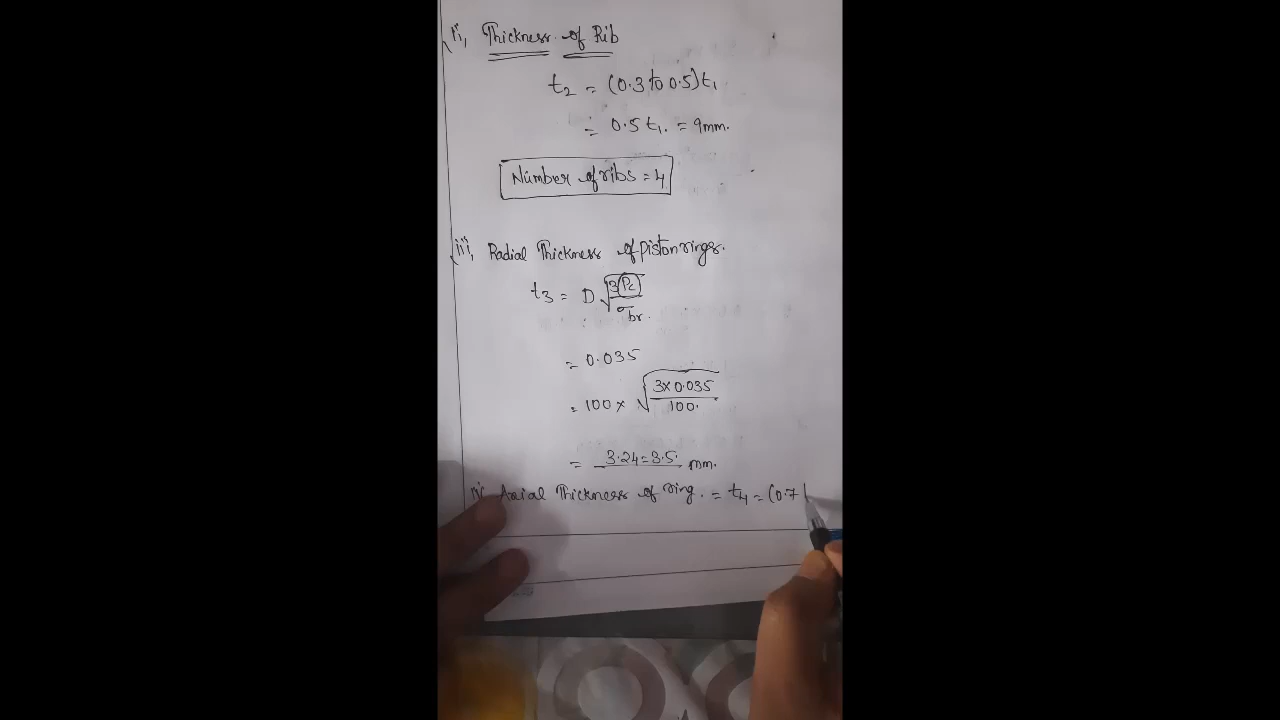 ii, Thickness of Rib
t2 = (0.3 to 0.5)t1
= 0.5 t1. = 9mm.
Number of ribs = 4
iii, Radial Thickness of Piston rings.
t3 = D √3Pc/σbr.
= 0.035
= 100 × √3×0.035/100.
= 3.24=3.5. mm.
iv Axial Thickness of ring. = t4 = (0.7